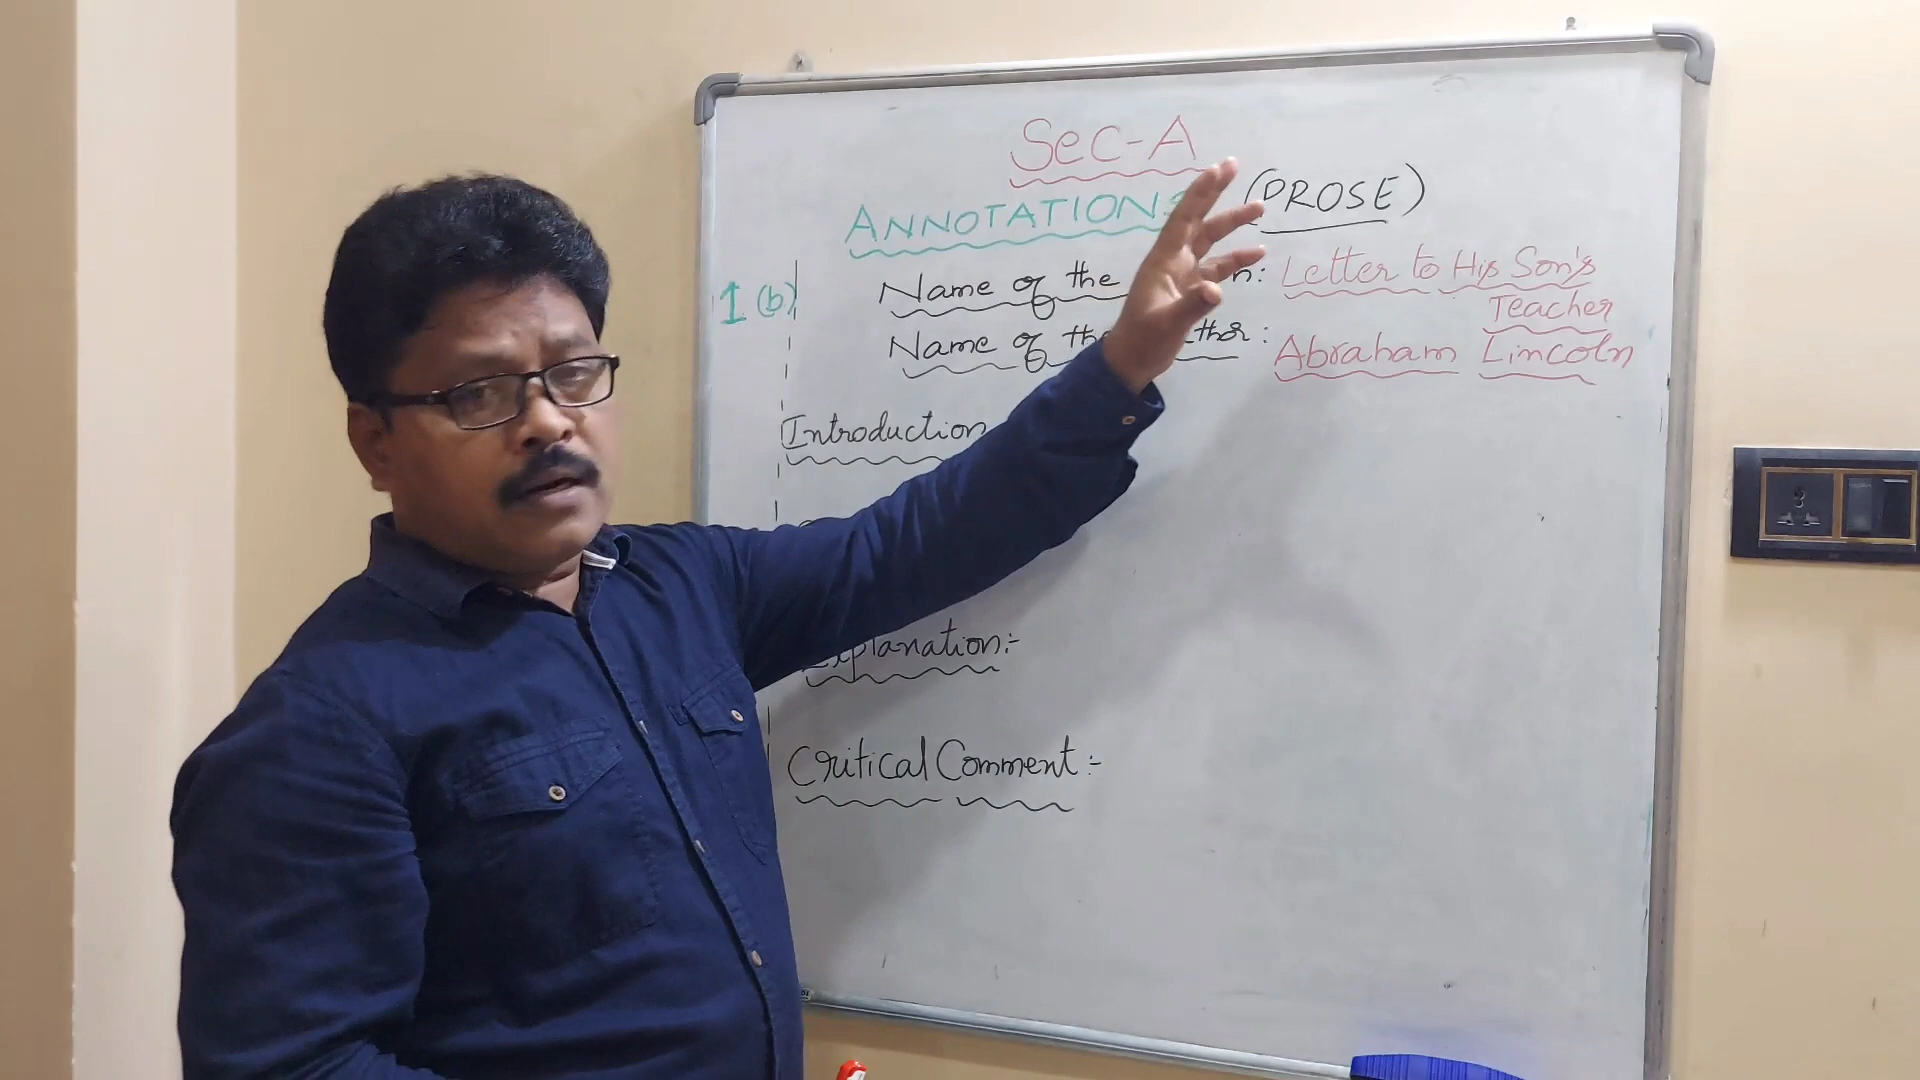 Sec-A
ANNOTATIONS (PROSE)
1 (b)
Name of the n: Letter to His Son's
Teacher
Name of the thor: Abraham Lincoln
Introduction
Explanation:-
Critical Comment:-